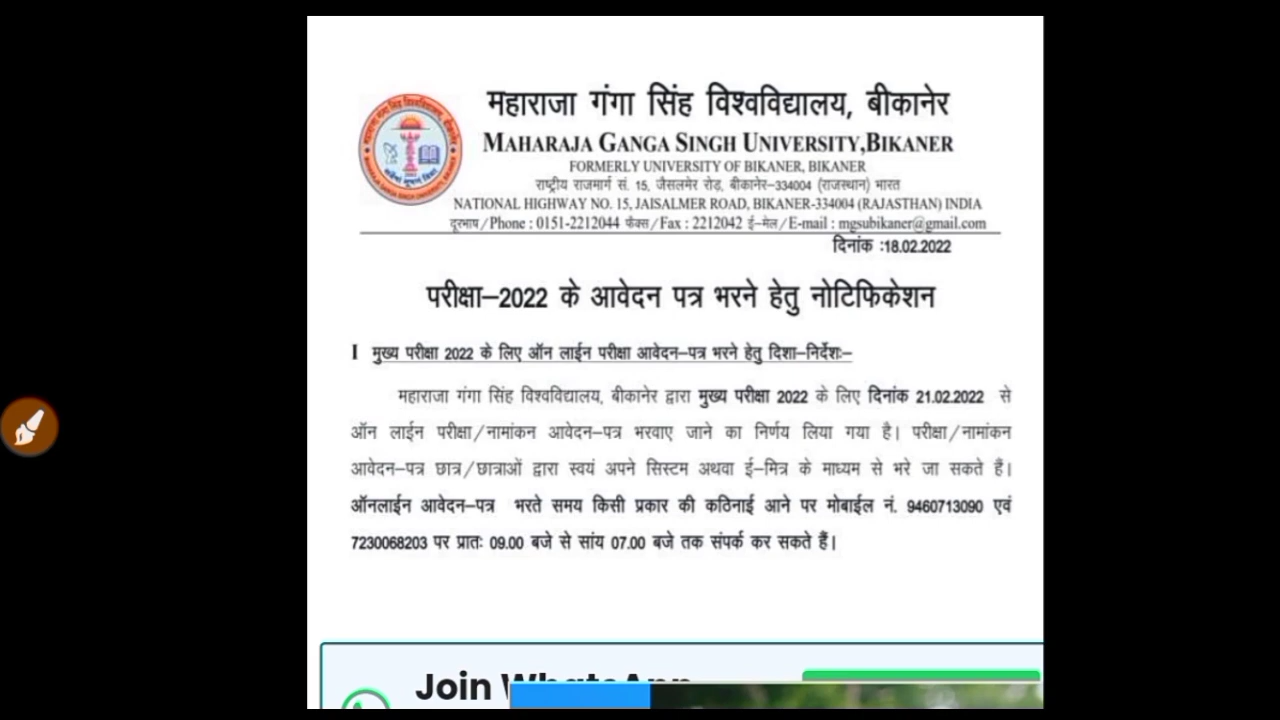 महाराजा गंगा सिंह विश्वविद्यालय, बीकानेर
MAHARAJA GANGA SINGH UNIVERSITY,BIKANER
FORMERLY UNIVERSITY OF BIKANER, BIKANER
राष्ट्रीय राजमार्ग सं. 15, जैसलमेर रोड़, बीकानेर–334004 (राजस्थान) भारत
NATIONAL HIGHWAY NO. 15, JAISALMER ROAD, BIKANER-334004 (RAJASTHAN) INDIA
दूरभाष/Phone : 0151-2212044 फैक्स/Fax : 2212042 ई–मेल/E-mail : mgsubikaner@gmail.com
दिनांक :18.02.2022
परीक्षा–2022 के आवेदन पत्र भरने हेतु नोटिफिकेशन
I मुख्य परीक्षा 2022 के लिए ऑन लाईन परीक्षा आवेदन–पत्र भरने हेतु दिशा–निर्देशः–
महाराजा गंगा सिंह विश्वविद्यालय, बीकानेर द्वारा मुख्य परीक्षा 2022 के लिए दिनांक 21.02.2022 से
ऑन लाईन परीक्षा/नामांकन आवेदन–पत्र भरवाए जाने का निर्णय लिया गया है। परीक्षा/नामांकन
आवेदन–पत्र छात्र/छात्राओं द्वारा स्वयं अपने सिस्टम अथवा ई–मित्र के माध्यम से भरे जा सकते हैं।
ऑनलाईन आवेदन–पत्र भरते समय किसी प्रकार की कठिनाई आने पर मोबाईल नं. 9460713090 एवं
7230068203 पर प्रातः 09.00 बजे से सांय 07.00 बजे तक संपर्क कर सकते हैं।
Join WhatsApp